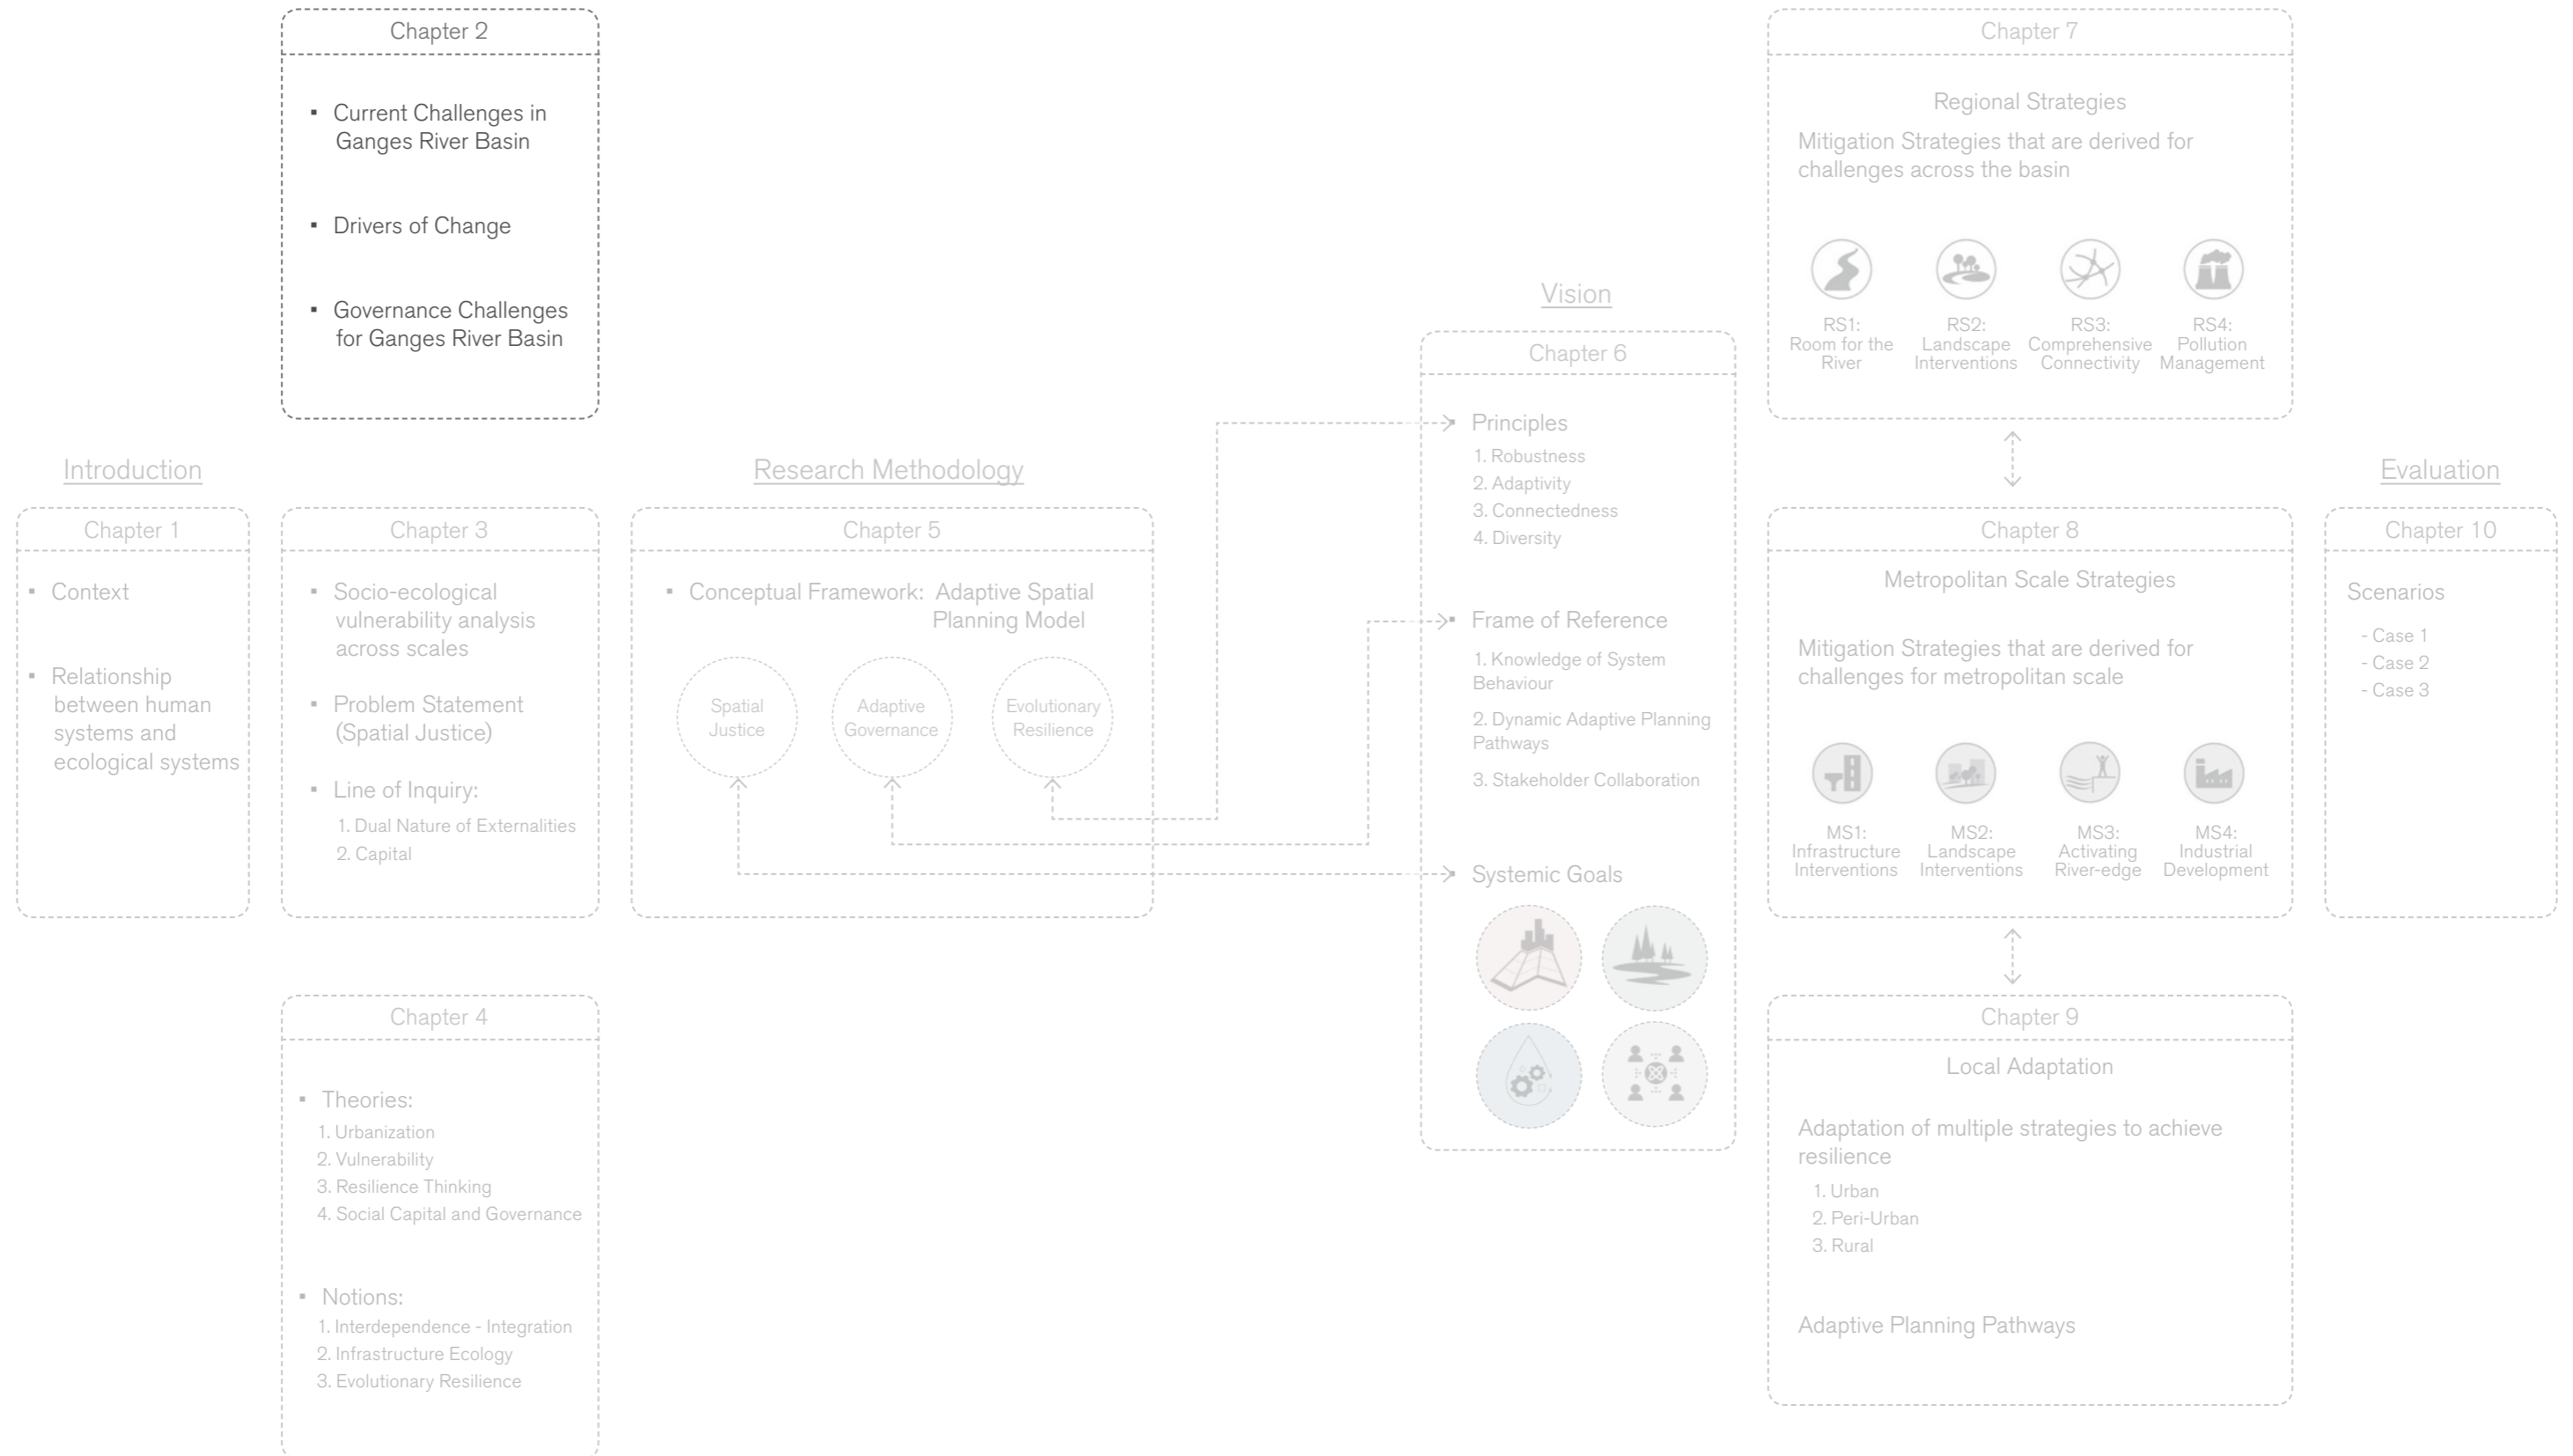 Introduction
Chapter 1
▪ Context
▪ Relationship
between human
systems and
ecological systems
Chapter 2
▪ Current Challenges in
Ganges River Basin
▪ Drivers of Change
▪ Governance Challenges
for Ganges River Basin
Chapter 3
▪ Socio-ecological
vulnerability analysis
across scales
▪ Problem Statement
(Spatial Justice)
▪ Line of Inquiry:
1. Dual Nature of Externalities
2. Capital
Chapter 4
▪ Theories:
1. Urbanization
2. Vulnerability
3. Resilience Thinking
4. Social Capital and Governance
▪ Notions:
1. Interdependence - Integration
2. Infrastructure Ecology
3. Evolutionary Resilience
Research Methodology
Chapter 5
▪ Conceptual Framework: Adaptive Spatial
Planning Model
Spatial
Justice
Adaptive
Governance
Evolutionary
Resilience
Vision
Chapter 6
▪ Principles
1. Robustness
2. Adaptivity
3. Connectedness
4. Diversity
▪ Frame of Reference
1. Knowledge of System
Behaviour
2. Dynamic Adaptive Planning
Pathways
3. Stakeholder Collaboration
▪ Systemic Goals
Chapter 7
Regional Strategies
Mitigation Strategies that are derived for
challenges across the basin
RS1:
Room for the
River
RS2:
Landscape
Interventions
RS3:
Comprehensive
Connectivity
RS4:
Pollution
Management
Chapter 8
Metropolitan Scale Strategies
Mitigation Strategies that are derived for
challenges for metropolitan scale
MS1:
Infrastructure
Interventions
MS2:
Landscape
Interventions
MS3:
Activating
River-edge
MS4:
Industrial
Development
Chapter 9
Local Adaptation
Adaptation of multiple strategies to achieve
resilience
1. Urban
2. Peri-Urban
3. Rural
Adaptive Planning Pathways
Evaluation
Chapter 10
Scenarios
- Case 1
- Case 2
- Case 3